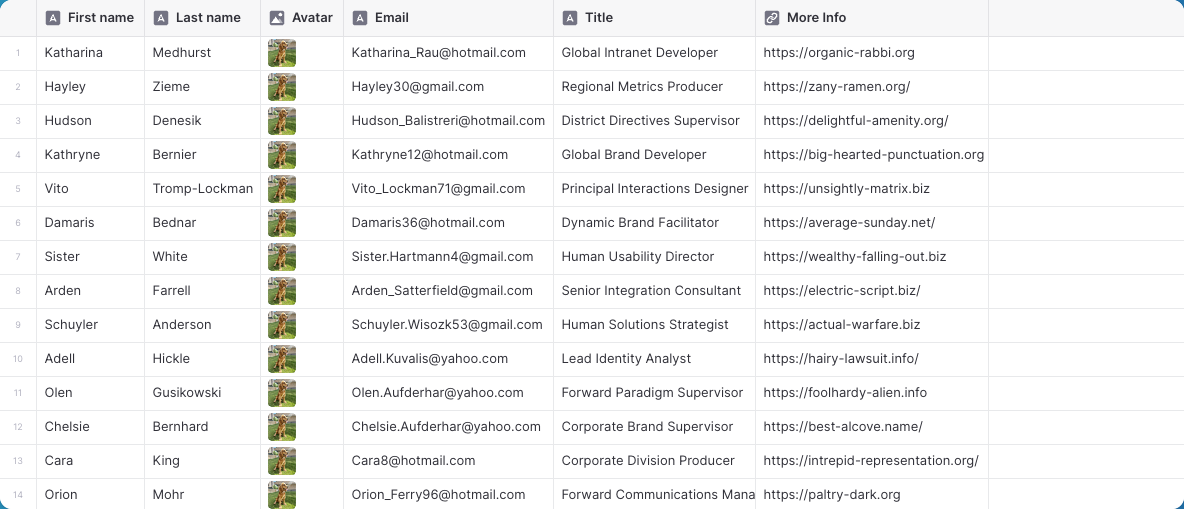 First name Last name Avatar Email Title More Info
1 Katharina Medhurst Katharina_Rau@hotmail.com Global Intranet Developer https://organic-rabbi.org
2 Hayley Zieme Hayley30@gmail.com Regional Metrics Producer https://zany-ramen.org/
3 Hudson Denesik Hudson_Balistreri@hotmail.com District Directives Supervisor https://delightful-amenity.org/
4 Kathryne Bernier Kathryne12@hotmail.com Global Brand Developer https://big-hearted-punctuation.org
5 Vito Tromp-Lockman Vito_Lockman71@gmail.com Principal Interactions Designer https://unsightly-matrix.biz
6 Damaris Bednar Damaris36@hotmail.com Dynamic Brand Facilitator https://average-sunday.net/
7 Sister White Sister.Hartmann4@gmail.com Human Usability Director https://wealthy-falling-out.biz
8 Arden Farrell Arden_Satterfield@gmail.com Senior Integration Consultant https://electric-script.biz/
9 Schuyler Anderson Schuyler.Wisozk53@gmail.com Human Solutions Strategist https://actual-warfare.biz
10 Adell Hickle Adell.Kuvalis@yahoo.com Lead Identity Analyst https://hairy-lawsuit.info/
11 Olen Gusikowski Olen.Aufderhar@yahoo.com Forward Paradigm Supervisor https://foolhardy-alien.info
12 Chelsie Bernhard Chelsie.Aufderhar@yahoo.com Corporate Brand Supervisor https://best-alcove.name/
13 Cara King Cara8@hotmail.com Corporate Division Producer https://intrepid-representation.org/
14 Orion Mohr Orion_Ferry96@hotmail.com Forward Communications Mana https://paltry-dark.org